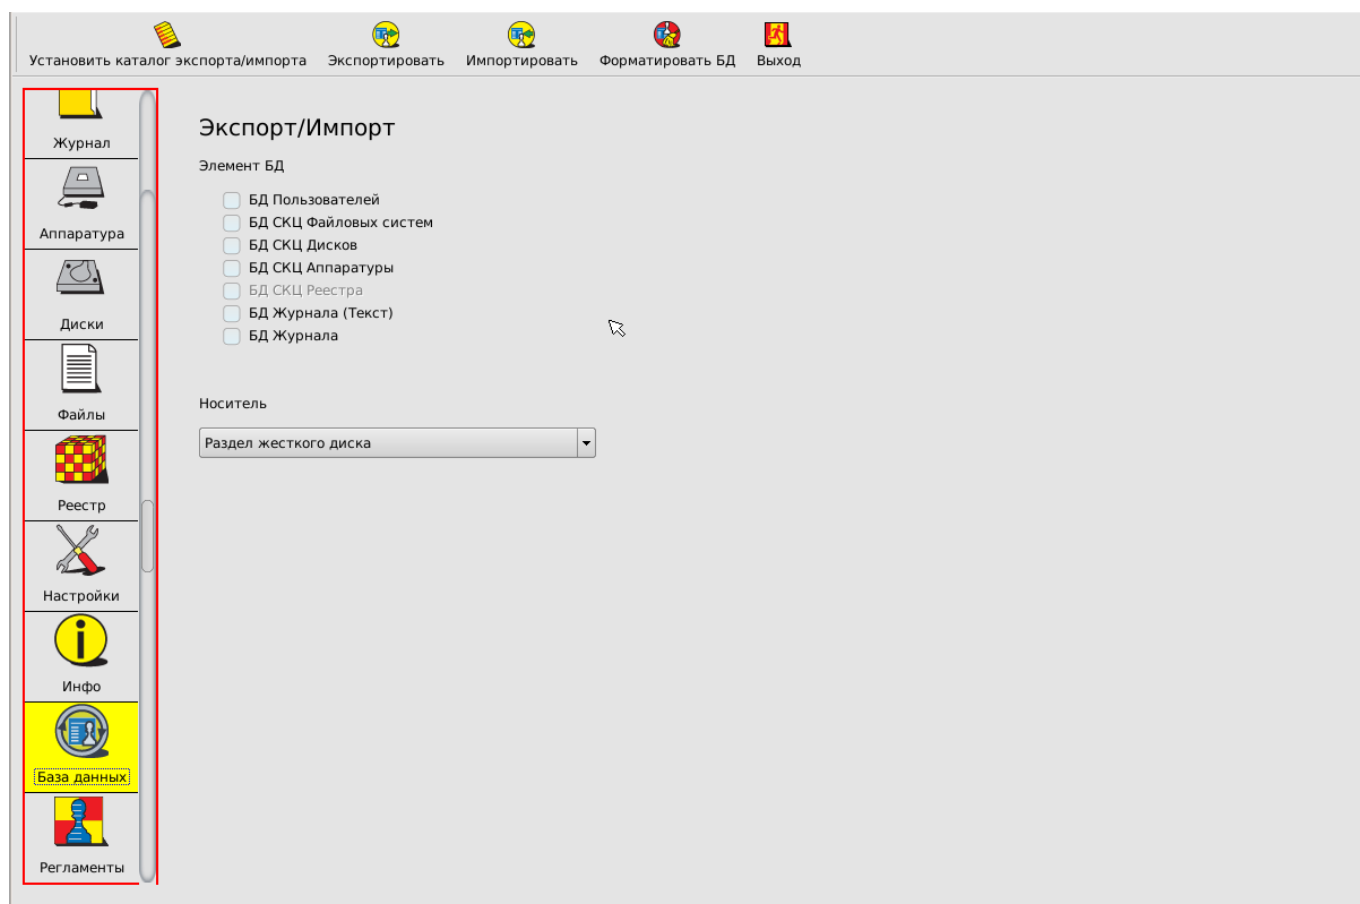 Установить каталог экспорта/импорта Экспортировать Импортировать Форматировать БД Выход
Журнал
Аппаратура
Диски
Файлы
Реестр
Настройки
Инфо
База данных
Регламенты
Экспорт/Импорт
Элемент БД
БД Пользователей
БД СКЦ Файловых систем
БД СКЦ Дисков
БД СКЦ Аппаратуры
БД СКЦ Реестра
БД Журнала (Текст)
БД Журнала
Носитель
Раздел жесткого диска